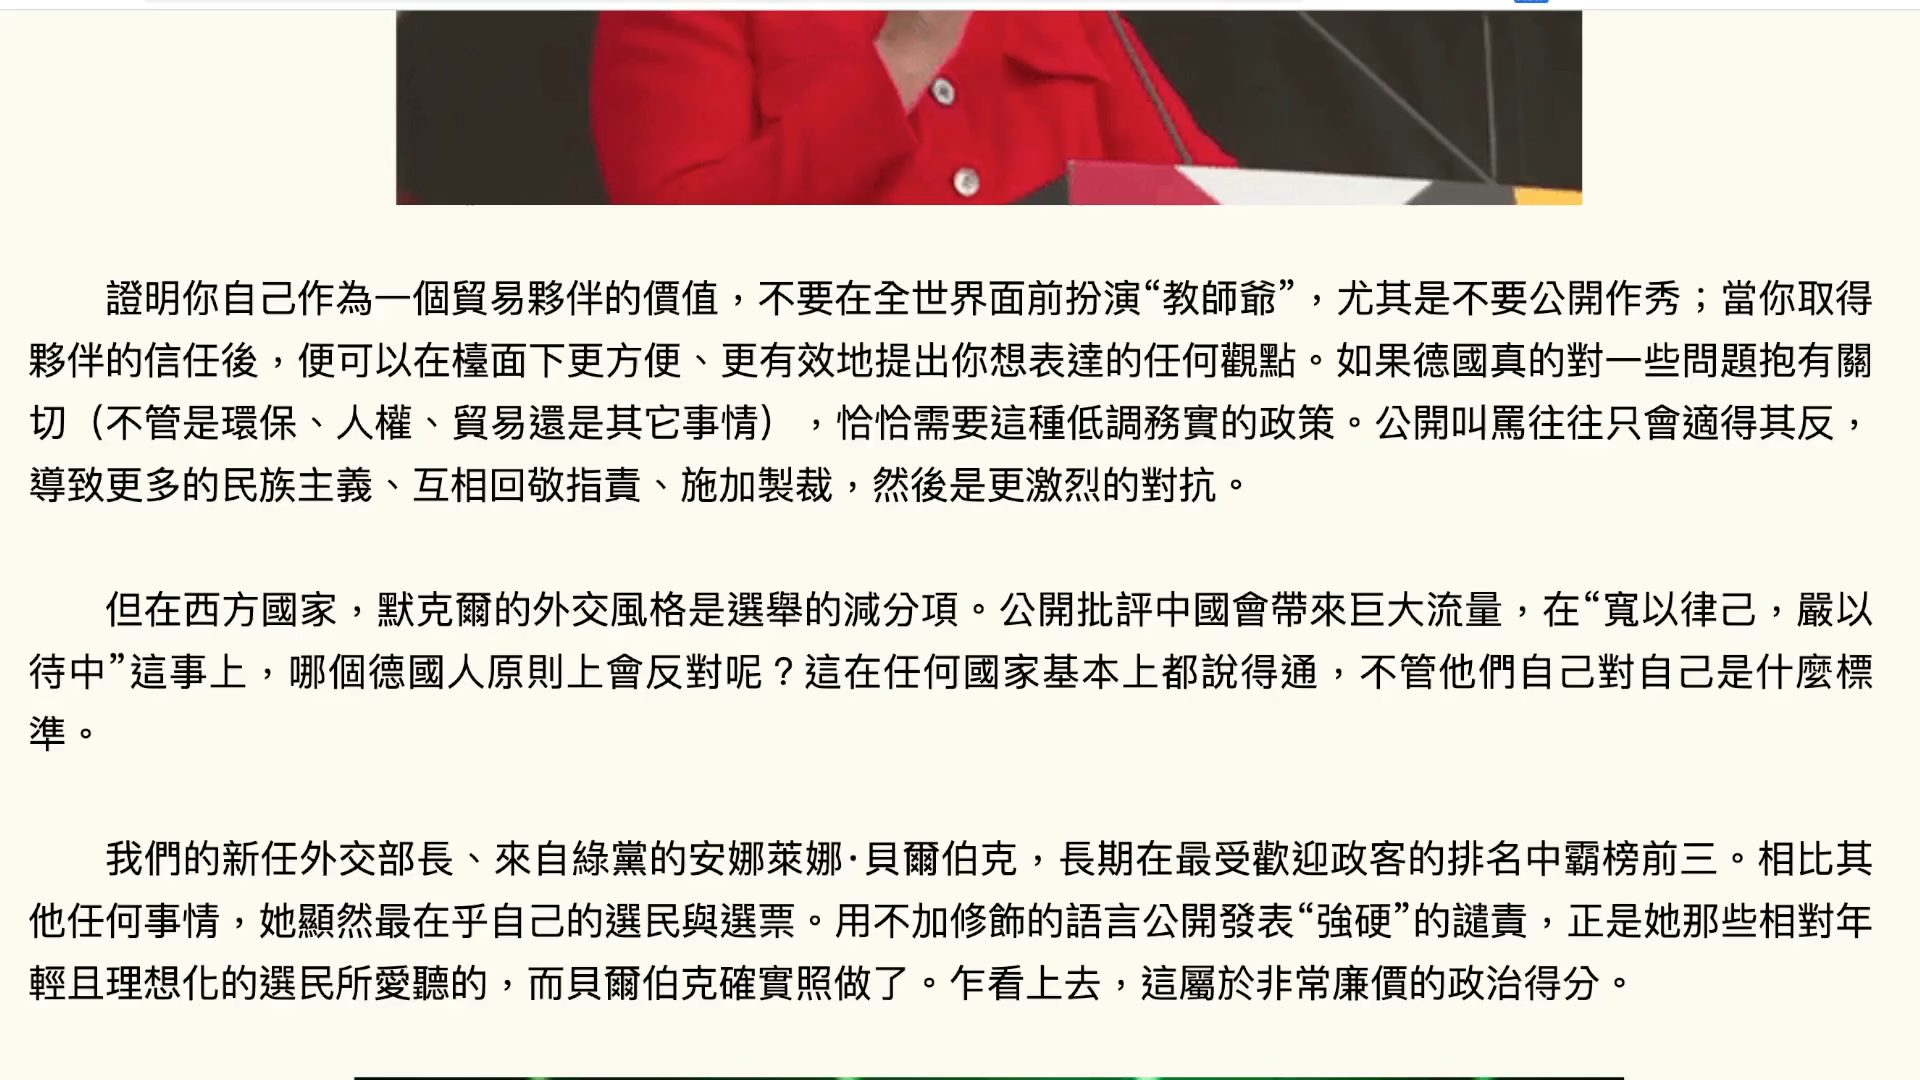 證明你自己作為一個貿易夥伴的價值，不要在全世界面前扮演“教師爺”，尤其是不要公開作秀；當你取得
夥伴的信任後，便可以在檯面下更方便、更有效地提出你想表達的任何觀點。如果德國真的對一些問題抱有關
切（不管是環保、人權、貿易還是其它事情），恰恰需要這種低調務實的政策。公開叫罵往往只會適得其反，
導致更多的民族主義、互相回敬指責、施加製裁，然後是更激烈的對抗。
但在西方國家，默克爾的外交風格是選舉的減分項。公開批評中國會帶來巨大流量，在“寬以律己，嚴以
待中”這事上，哪個德國人原則上會反對呢？這在任何國家基本上都說得通，不管他們自己對自己是什麼標
準。
我們的新任外交部長、來自綠黨的安娜萊娜·貝爾伯克，長期在最受歡迎政客的排名中霸榜前三。相比其
他任何事情，她顯然最在乎自己的選民與選票。用不加修飾的語言公開發表“強硬”的譴責，正是她那些相對年
輕且理想化的選民所愛聽的，而貝爾伯克確實照做了。乍看上去，這屬於非常廉價的政治得分。